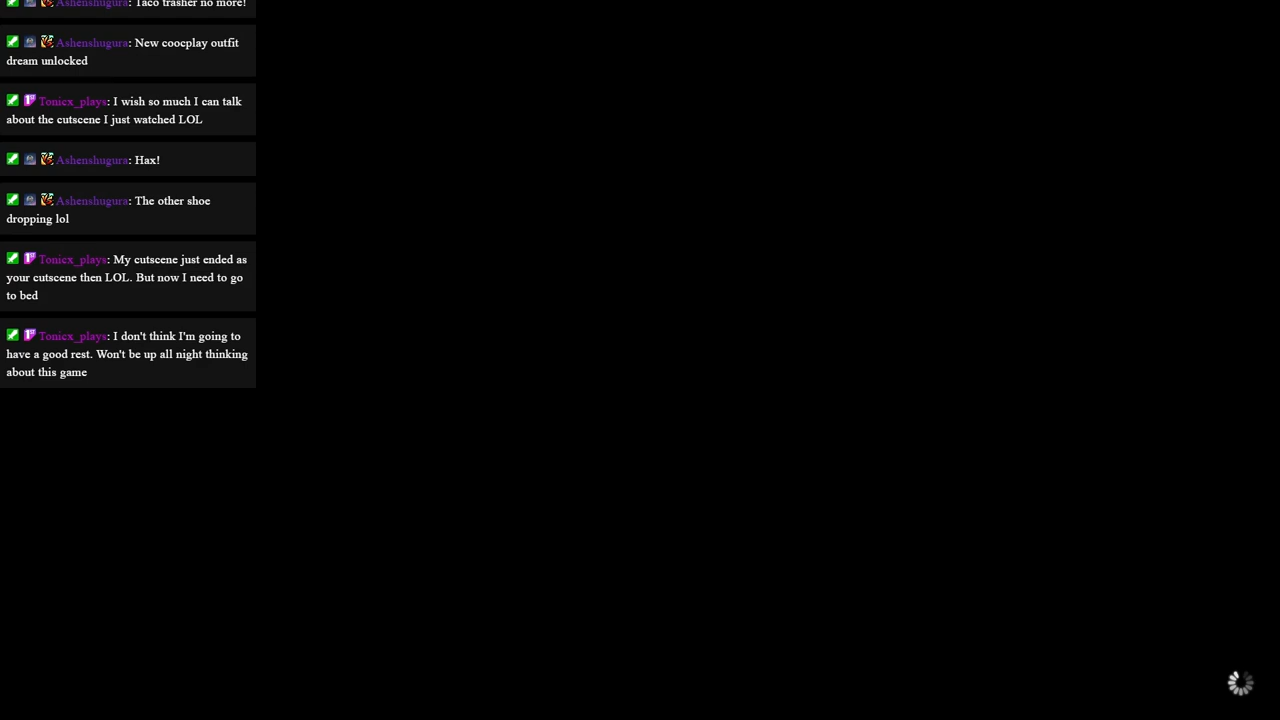 Ashenshugura: Taco trasher no more!
Ashenshugura: New coocplay outfit
dream unlocked
Tonicx_plays: I wish so much I can talk
about the cutscene I just watched LOL
Ashenshugura: Hax!
Ashenshugura: The other shoe
dropping lol
Tonicx_plays: My cutscene just ended as
your cutscene then LOL. But now I need to go
to bed
Tonicx_plays: I don't think I'm going to
have a good rest. Won't be up all night thinking
about this game